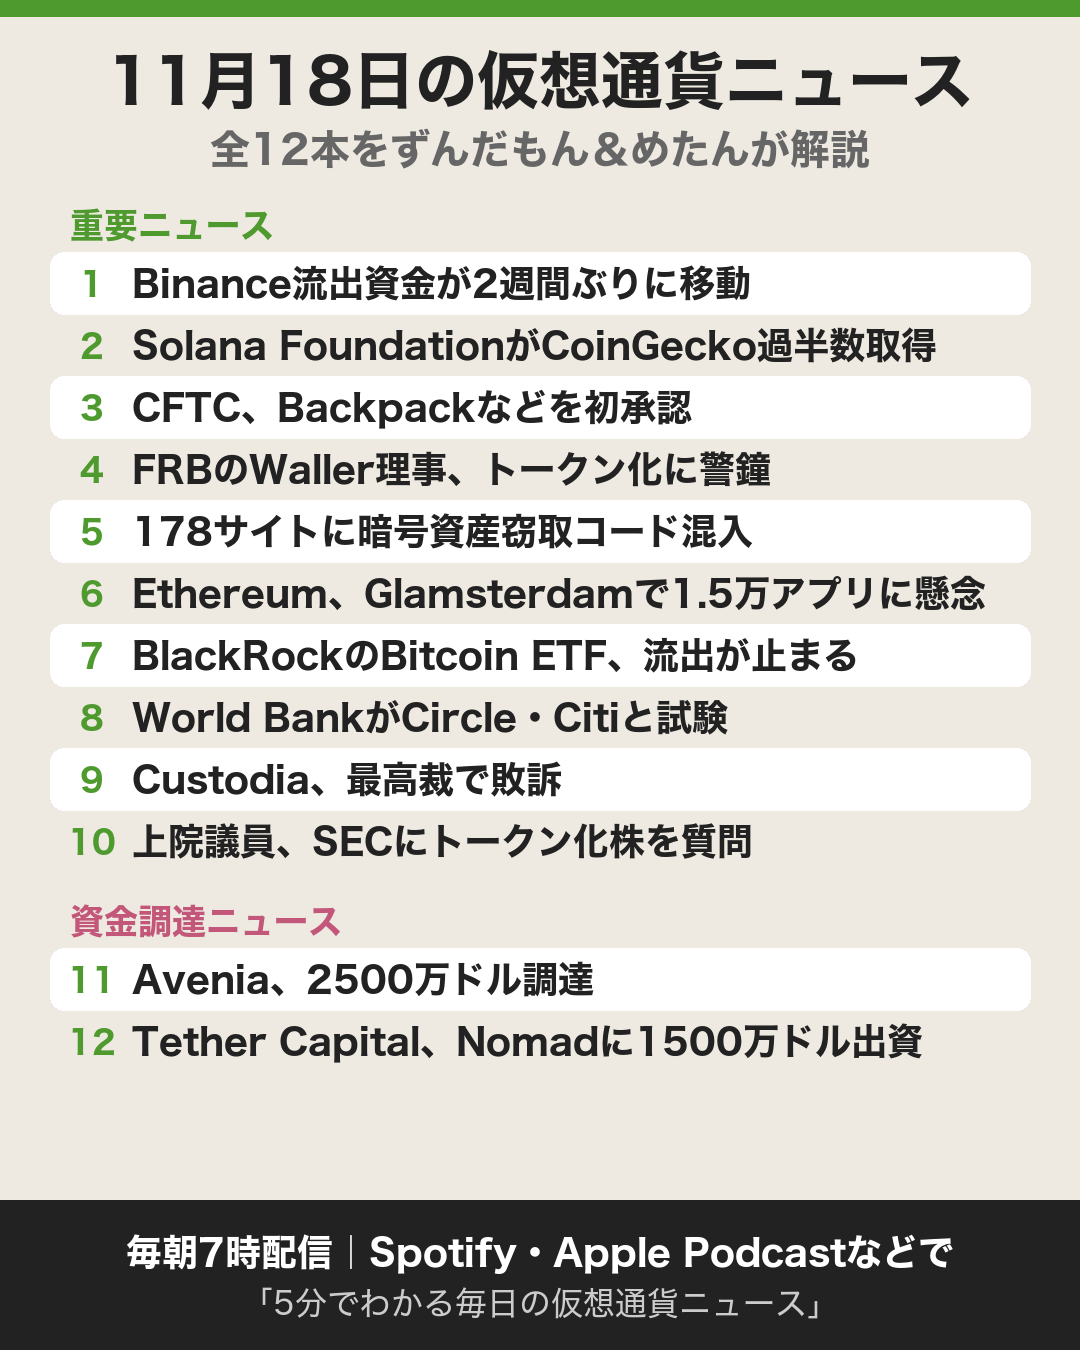 11月18日の仮想通貨ニュース
全12本をずんだもん＆めたんが解説
重要ニュース
1 Binance流出資金が2週間ぶりに移動
2 Solana FoundationがCoinGecko過半数取得
3 CFTC、Backpackなどを初承認
4 FRBのWaller理事、トークン化に警鐘
5 178サイトに暗号資産窃取コード混入
6 Ethereum、Glamsterdamで1.5万アプリに懸念
7 BlackRockのBitcoin ETF、流出が止まる
8 World BankがCircle・Citiと試験
9 Custodia、最高裁で敗訴
10 上院議員、SECにトークン化株を質問
資金調達ニュース
11 Avenia、2500万ドル調達
12 Tether Capital、Nomadに1500万ドル出資
毎朝7時配信｜Spotify・Apple Podcastなどで
「5分でわかる毎日の仮想通貨ニュース」